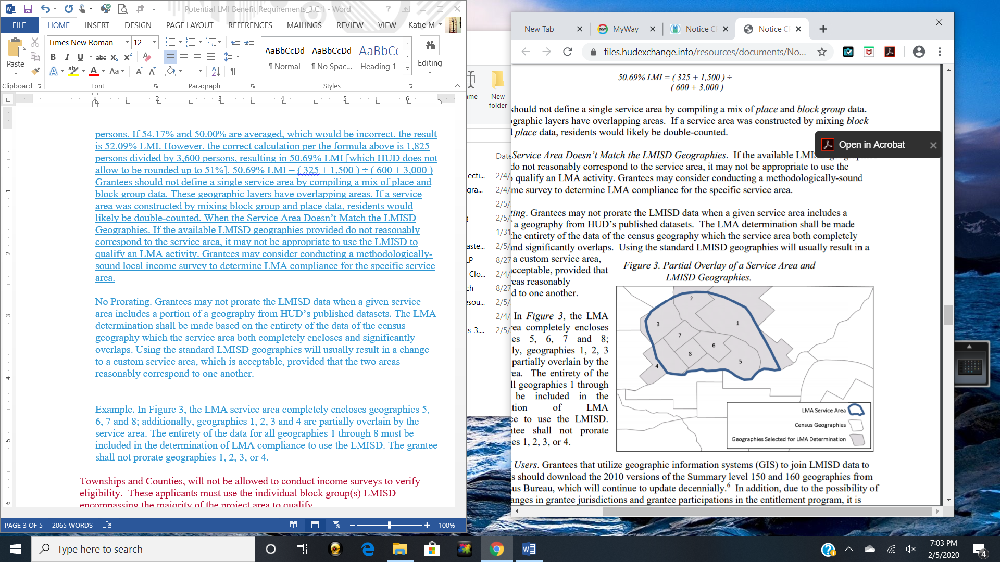 Potential LMI Benefit Requirements_3.C.1 - Word
FILE HOME INSERT DESIGN PAGE LAYOUT REFERENCES MAILINGS REVIEW VIEW Katie M
Times New Roman 12
Paste
AaBbCcDd AaBbCcDd AaBbCc
¶ Normal ¶ No Spac... Heading 1
Editing
Clipboard Font Paragraph Styles
persons. If 54.17% and 50.00% are averaged, which would be incorrect, the result
is 52.09% LMI. However, the correct calculation per the formula above is 1,825
persons divided by 3,600 persons, resulting in 50.69% LMI [which HUD does not
allow to be rounded up to 51%]. 50.69% LMI = ( 325 + 1,500 ) ÷ ( 600 + 3,000 )
Grantees should not define a single service area by compiling a mix of place and
block group data. These geographic layers have overlapping areas. If a service
area was constructed by mixing block group and place data, residents would
likely be double-counted. When the Service Area Doesn’t Match the LMISD
Geographies. If the available LMISD geographies provided do not reasonably
correspond to the service area, it may not be appropriate to use the LMISD to
qualify an LMA activity. Grantees may consider conducting a methodologically-
sound local income survey to determine LMA compliance for the specific service
area.
No Prorating. Grantees may not prorate the LMISD data when a given service
area includes a portion of a geography from HUD’s published datasets. The LMA
determination shall be made based on the entirety of the data of the census
geography which the service area both completely encloses and significantly
overlaps. Using the standard LMISD geographies will usually result in a change
to a custom service area, which is acceptable, provided that the two areas
reasonably correspond to one another.
Example. In Figure 3, the LMA service area completely encloses geographies 5,
6, 7 and 8; additionally, geographies 1, 2, 3 and 4 are partially overlain by the
service area. The entirety of the data for all geographies 1 through 8 must be
included in the determination of LMA compliance to use the LMISD. The grantee
shall not prorate geographies 1, 2, 3, or 4.
Townships and Counties, will not be allowed to conduct income surveys to verify
eligibility. These applicants must use the individual block group(s) LMISD
encompassing the majority of the project area to qualify.
PAGE 3 OF 5 2065 WORDS 100%
ame
New
folder
Date
jecti... 2/4/
gra... 2/4/
2/5/
g 2/5/
1/31
aste... 2/5/
LP 8/27
Clo... 2/4/
ch 8/27
esou... 2/5/
2/4/
ts_3.... 2/5/
New Tab MyWay Notice C Notice C
files.hudexchange.info/resources/documents/No...
50.69% LMI = ( 325 + 1,500 ) ÷
( 600 + 3,000 )
should not define a single service area by compiling a mix of place and block group data.
ographic layers have overlapping areas. If a service area was constructed by mixing block
place data, residents would likely be double-counted.
Open in Acrobat
Service Area Doesn’t Match the LMISD Geographies. If the available LMISD geographies
do not reasonably correspond to the service area, it may not be appropriate to use the
qualify an LMA activity. Grantees may consider conducting a methodologically-sound
me survey to determine LMA compliance for the specific service area.
ting. Grantees may not prorate the LMISD data when a given service area includes a
a geography from HUD’s published datasets. The LMA determination shall be made
the entirety of the data of the census geography which the service area both completely
nd significantly overlaps. Using the standard LMISD geographies will usually result in a
a custom service area,
cceptable, provided that
eas reasonably
d to one another.
Figure 3. Partial Overlay of a Service Area and
LMISD Geographies.
In Figure 3, the LMA
rea completely encloses
es 5, 6, 7 and 8;
ly, geographies 1, 2, 3
partially overlain by the
ea. The entirety of the
ll geographies 1 through
be included in the
tion of LMA
ce to use the LMISD.
ntee shall not prorate
es 1, 2, 3, or 4.
2
3
1
7
6
8
5
4
LMA Service Area
Census Geographies
Geographies Selected for LMA Determination
Users. Grantees that utilize geographic information systems (GIS) to join LMISD data to
s should download the 2010 versions of the Summary level 150 and 160 geographies from
us Bureau, which will continue to update decennially.6 In addition, due to the possibility of
anges in grantee jurisdictions and grantee participations in the entitlement program, it is
Type here to search
7:03 PM
2/5/2020
4